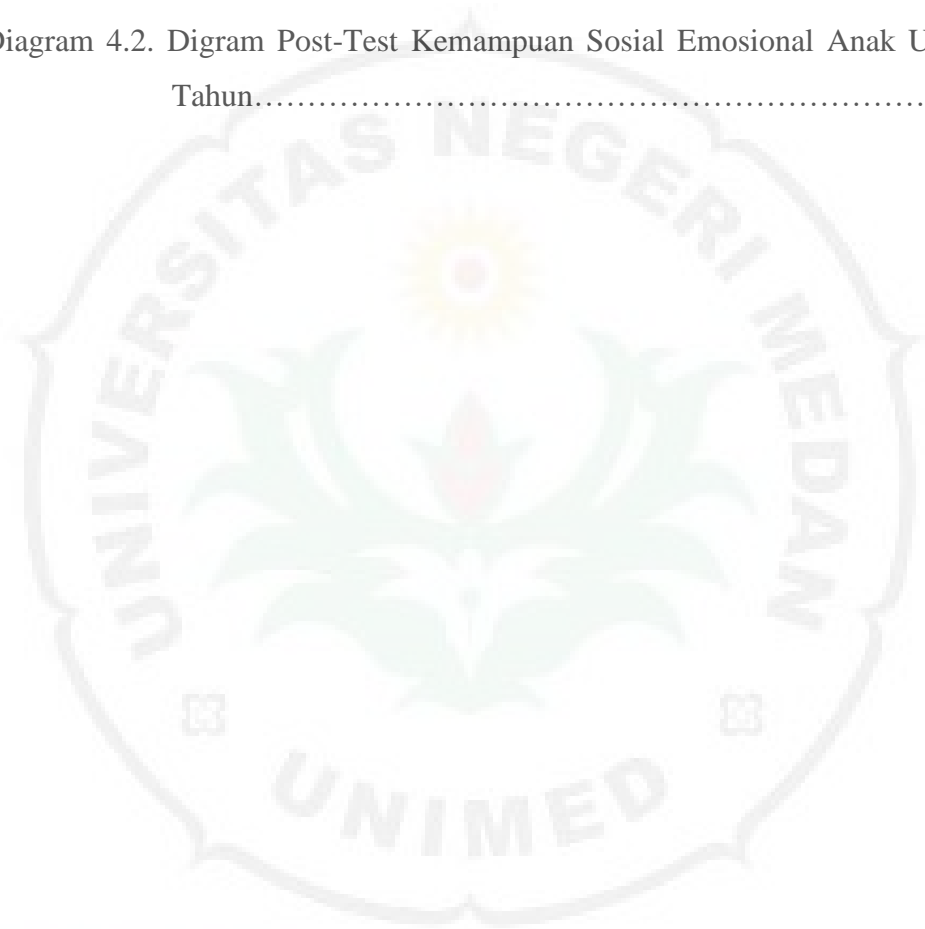 Diagram 4.2. Digram Post-Test Kemampuan Sosial Emosional Anak
Tahun……………………………………………………
UNIVERSITAS NEGERI MEDAN
UNIMED